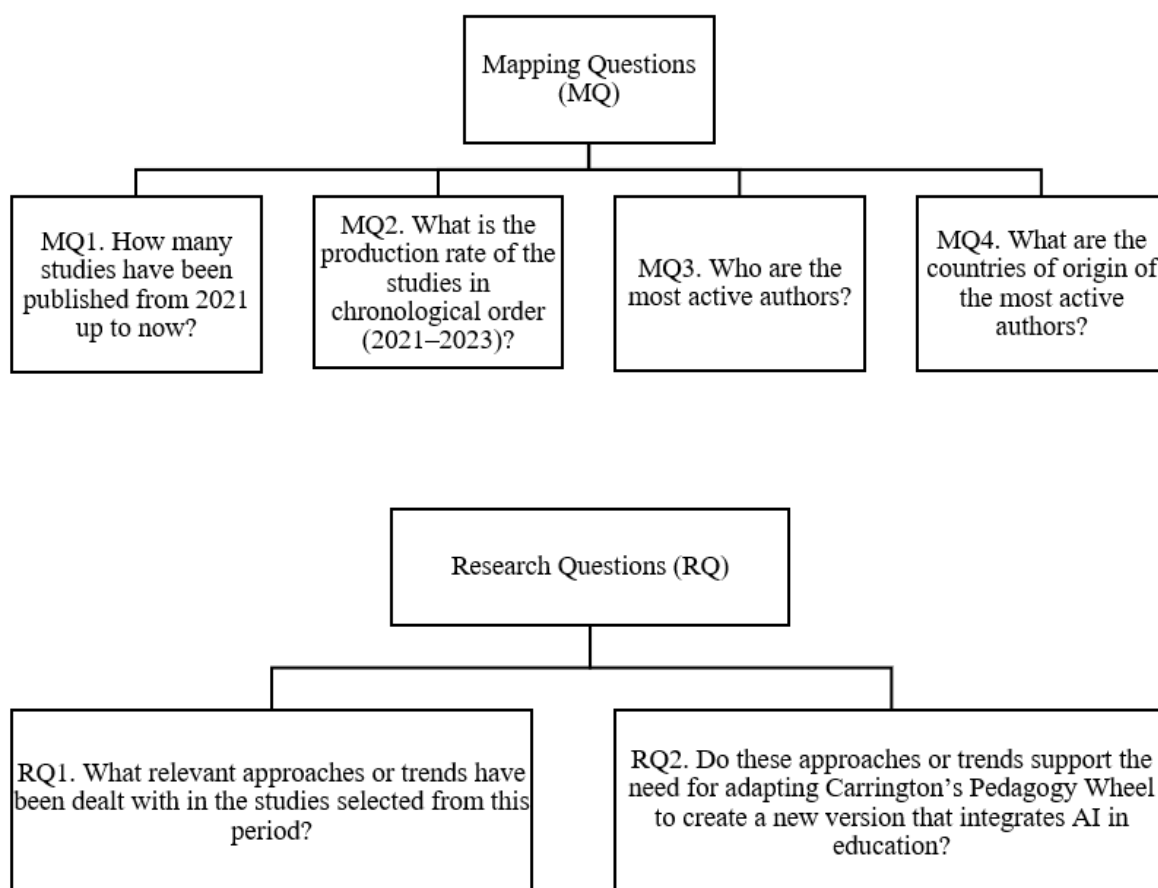 Mapping Questions
(MQ)
MQ1. How many
studies have been
published from 2021
up to now?
MQ2. What is the
production rate of the
studies in
chronological order
(2021–2023)?
MQ3. Who are the
most active authors?
MQ4. What are the
countries of origin of
the most active
authors?
Research Questions (RQ)
RQ1. What relevant approaches or trends have
been dealt with in the studies selected from this
period?
RQ2. Do these approaches or trends support the
need for adapting Carrington’s Pedagogy Wheel
to create a new version that integrates AI in
education?